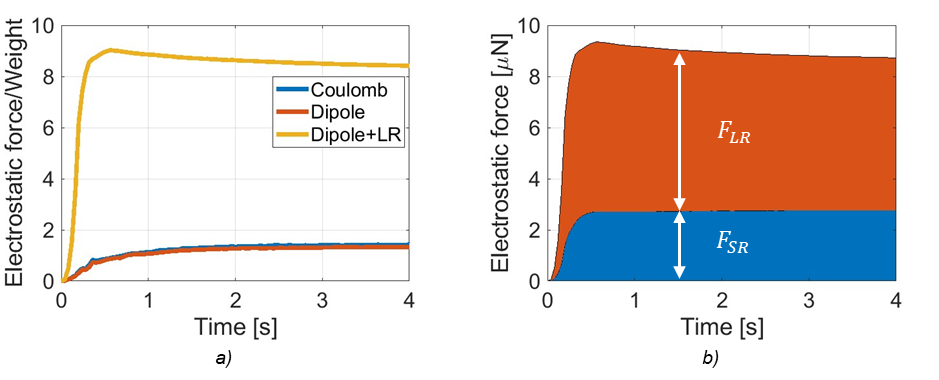 Electrostatic force/Weight
10
8
6
4
2
0
0 1 2 3 4
Time [s]
Coulomb
Dipole
Dipole+LR
a)
Electrostatic force [μN]
10
8
6
4
2
0
0 1 2 3 4
Time [s]
F_LR
F_SR
b)